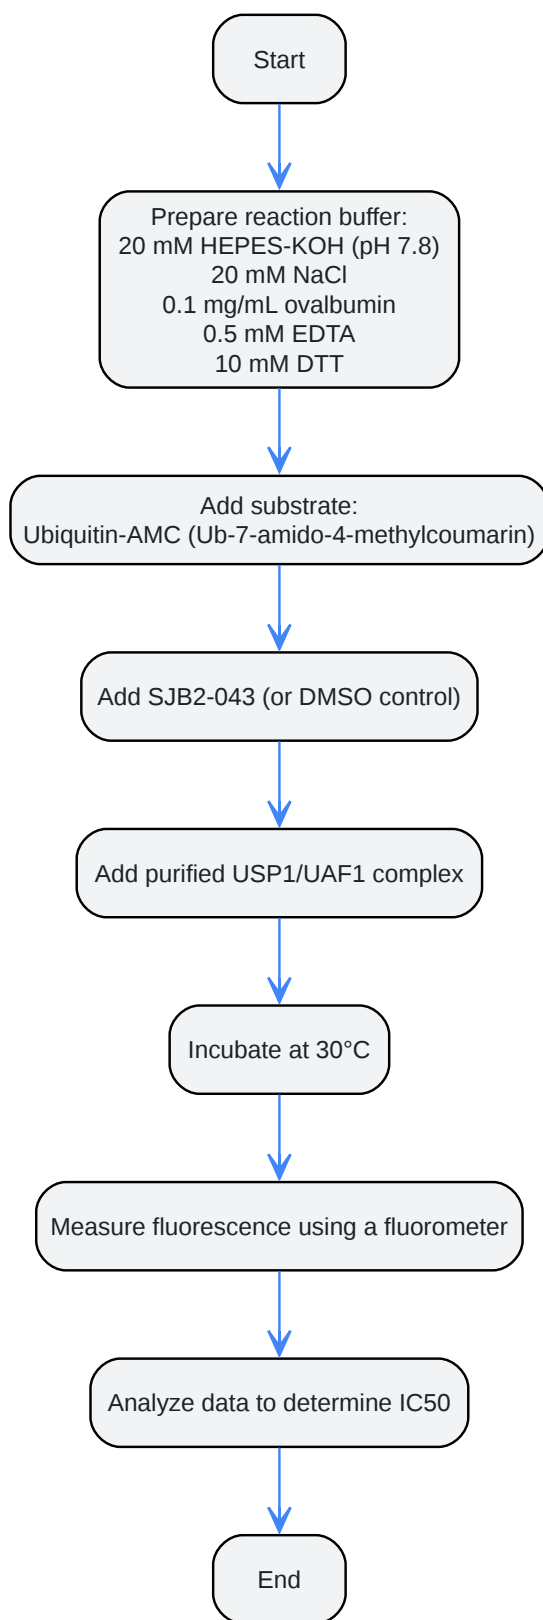 Start
Prepare reaction buffer:
20 mM HEPES-KOH (pH 7.8)
20 mM NaCl
0.1 mg/mL ovalbumin
0.5 mM EDTA
10 mM DTT
Add substrate:
Ubiquitin-AMC (Ub-7-amido-4-methylcoumarin)
Add SJB2-043 (or DMSO control)
Add purified USP1/UAF1 complex
Incubate at 30°C
Measure fluorescence using a fluorometer
Analyze data to determine IC50
End